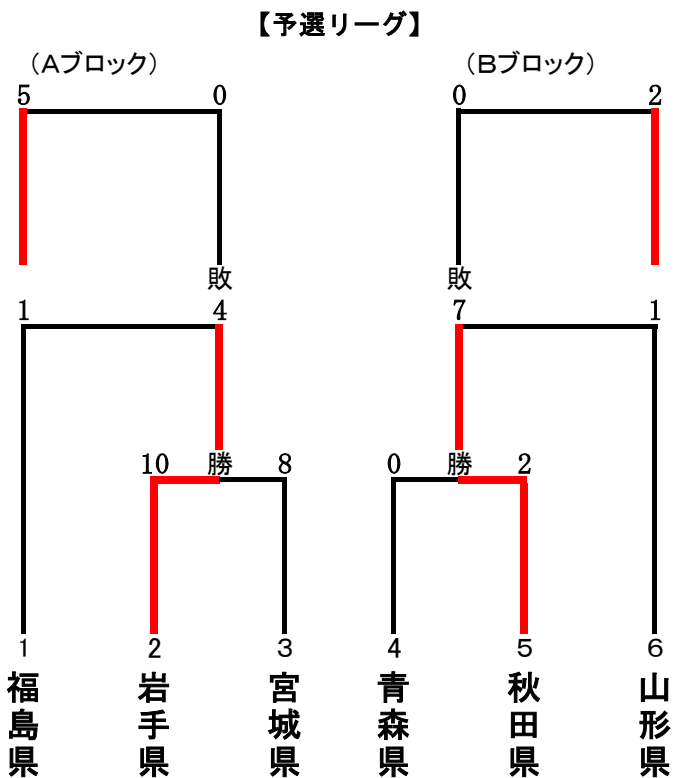 【予選リーグ】
（Aブロック） （Bブロック）
5 0 0 2
敗 敗
1 4 7 1
10 勝 8 0 勝 2
1 2 3 4 5 6
福島県 岩手県 宮城県 青森県 秋田県 山形県